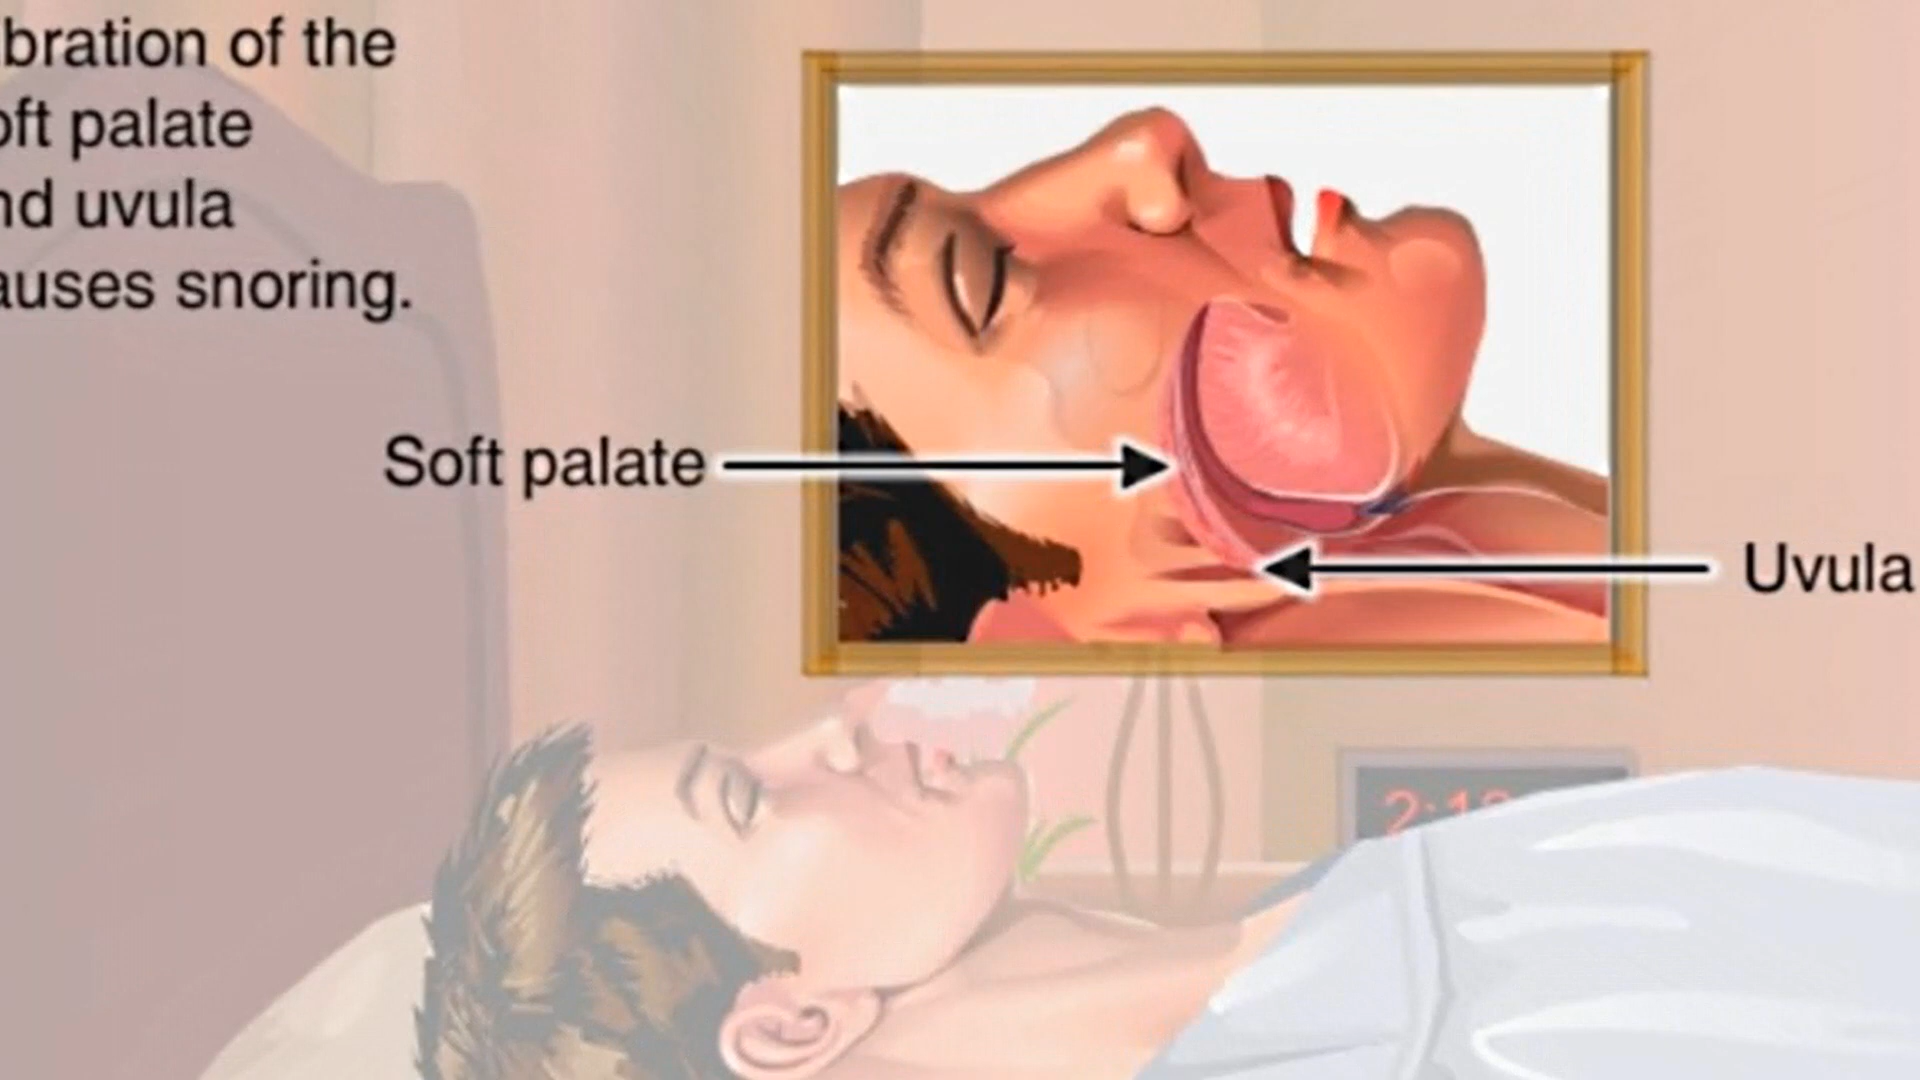 bration of the
oft palate
nd uvula
auses snoring.
Soft palate
Uvula